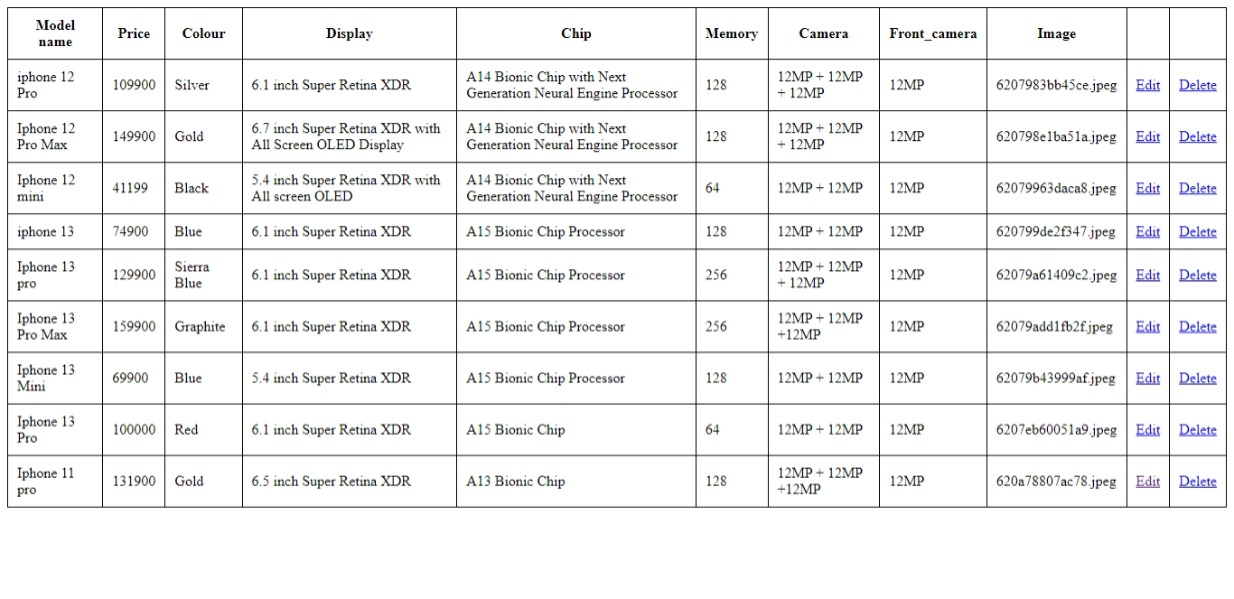 Model name Price Colour Display Chip Memory Camera Front_camera Image
iphone 12 Pro 109900 Silver 6.1 inch Super Retina XDR A14 Bionic Chip with Next Generation Neural Engine Processor 128 12MP + 12MP + 12MP 12MP 6207983bb45ce.jpeg Edit Delete
Iphone 12 Pro Max 149900 Gold 6.7 inch Super Retina XDR with All Screen OLED Display A14 Bionic Chip with Next Generation Neural Engine Processor 128 12MP + 12MP + 12MP 12MP 620798e1ba51a.jpeg Edit Delete
Iphone 12 mini 41199 Black 5.4 inch Super Retina XDR with All screen OLED A14 Bionic Chip with Next Generation Neural Engine Processor 64 12MP + 12MP 12MP 62079963daca8.jpeg Edit Delete
iphone 13 74900 Blue 6.1 inch Super Retina XDR A15 Bionic Chip Processor 128 12MP + 12MP 12MP 620799de2f347.jpeg Edit Delete
Iphone 13 pro 129900 Sierra Blue 6.1 inch Super Retina XDR A15 Bionic Chip Processor 256 12MP + 12MP + 12MP 12MP 62079a61409c2.jpeg Edit Delete
Iphone 13 Pro Max 159900 Graphite 6.1 inch Super Retina XDR A15 Bionic Chip Processor 256 12MP + 12MP +12MP 12MP 62079add1fb2f.jpeg Edit Delete
Iphone 13 Mini 69900 Blue 5.4 inch Super Retina XDR A15 Bionic Chip Processor 128 12MP + 12MP 12MP 62079b43999af.jpeg Edit Delete
Iphone 13 Pro 100000 Red 6.1 inch Super Retina XDR A15 Bionic Chip 64 12MP + 12MP 12MP 6207eb60051a9.jpeg Edit Delete
Iphone 11 pro 131900 Gold 6.5 inch Super Retina XDR A13 Bionic Chip 128 12MP + 12MP +12MP 12MP 620a78807ac78.jpeg Edit Delete